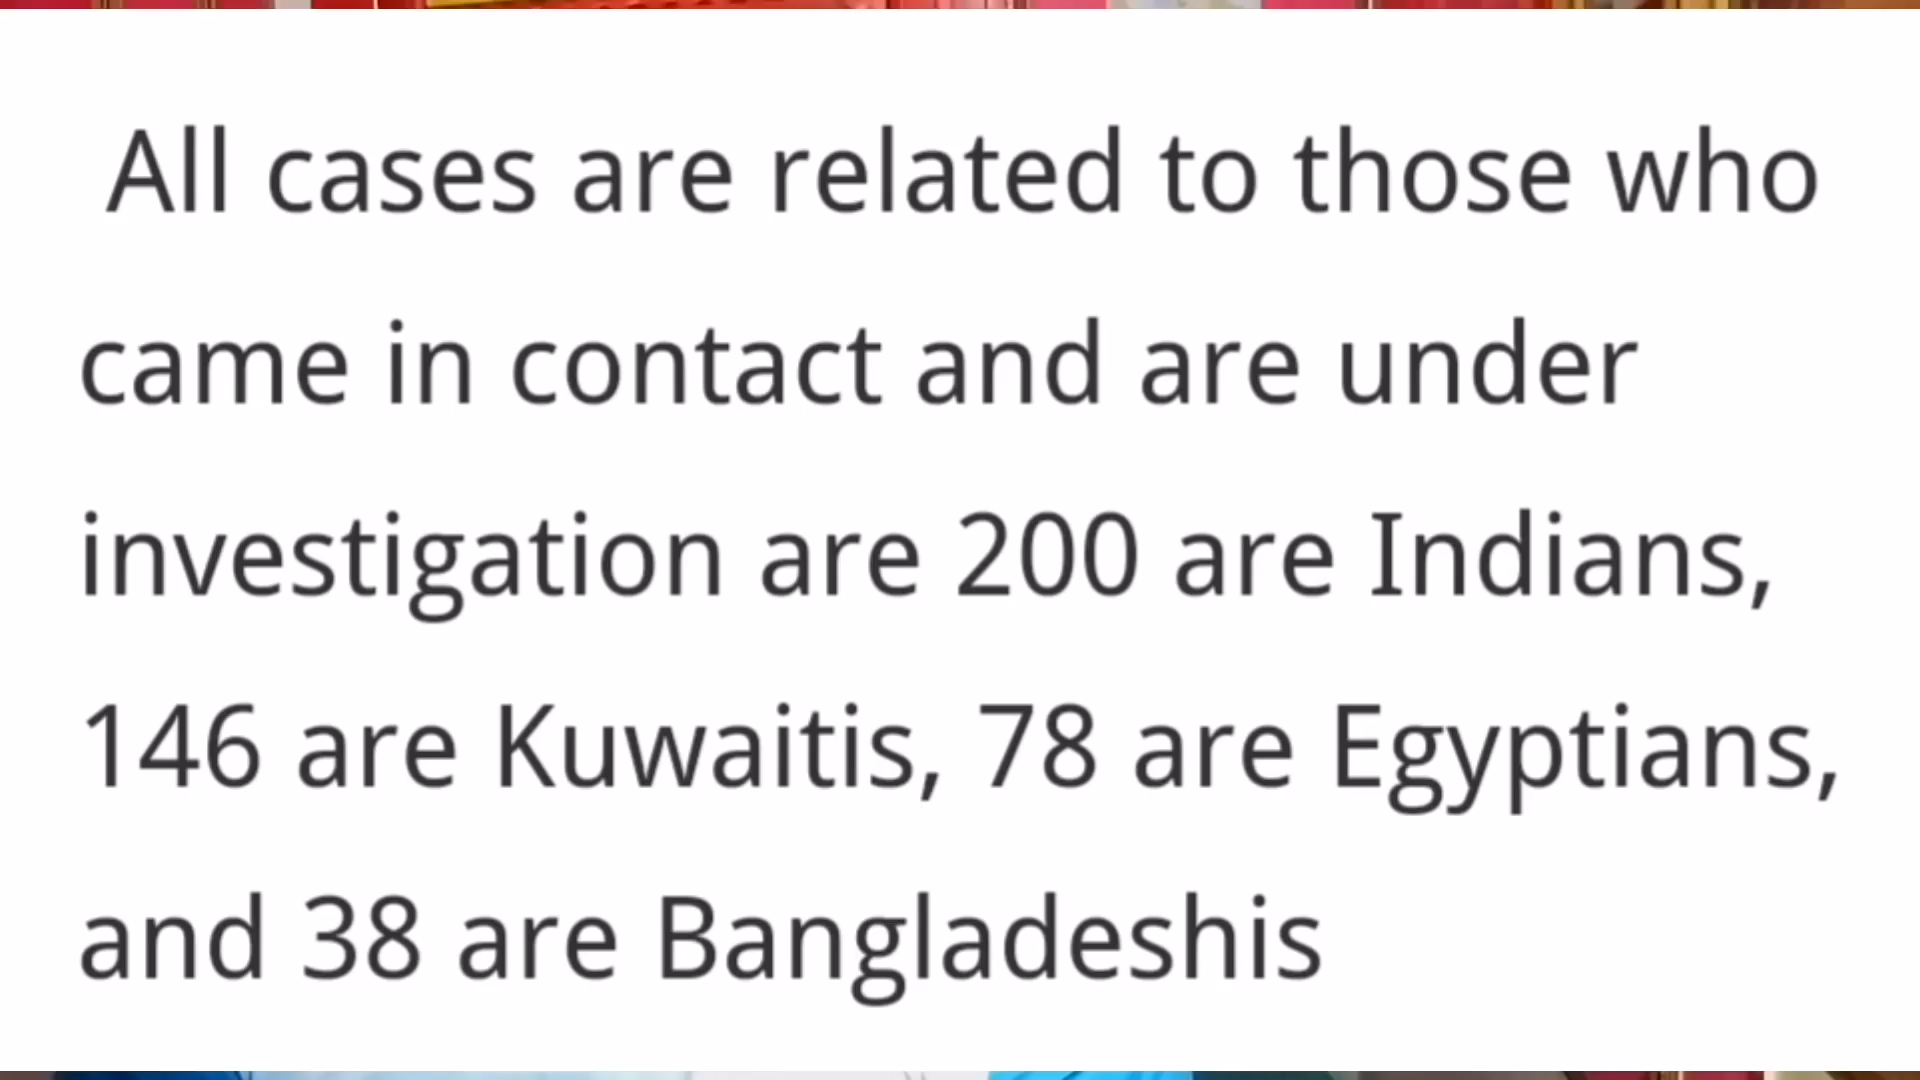 All cases are related to those who
came in contact and are under
investigation are 200 are Indians,
146 are Kuwaitis, 78 are Egyptians,
and 38 are Bangladeshis